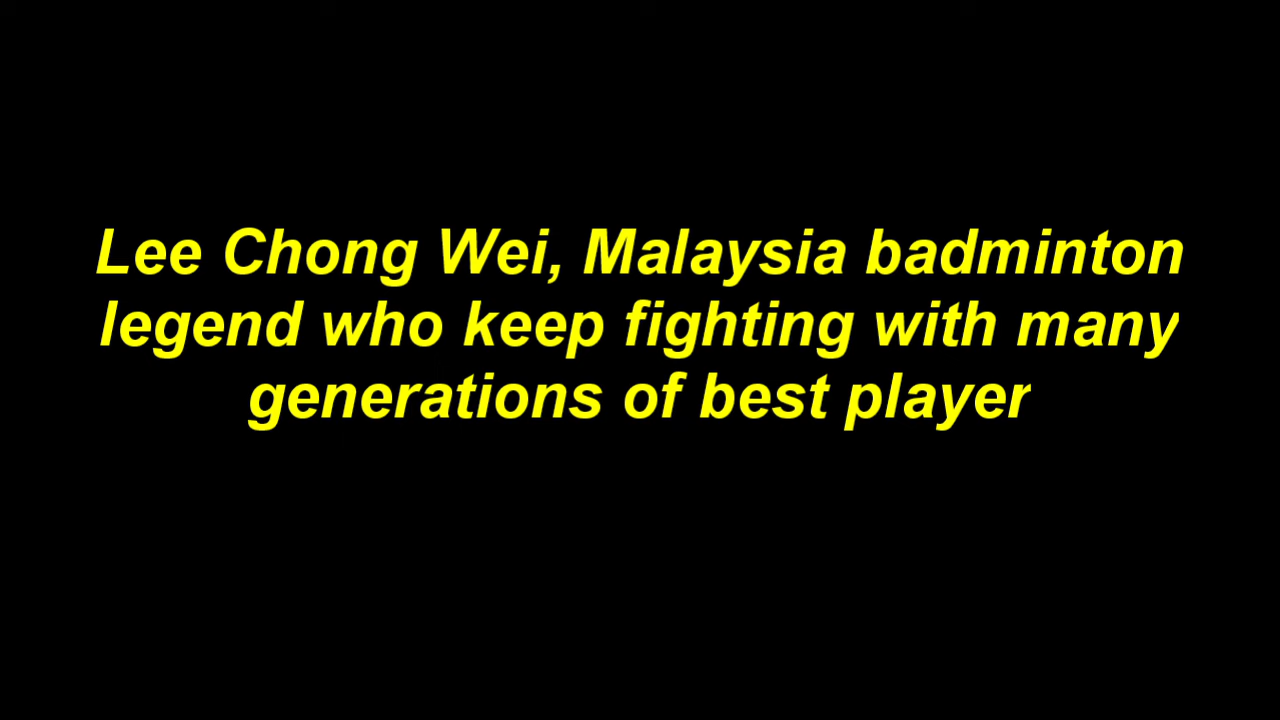 Lee Chong Wei, Malaysia badminton
legend who keep fighting with many
generations of best player